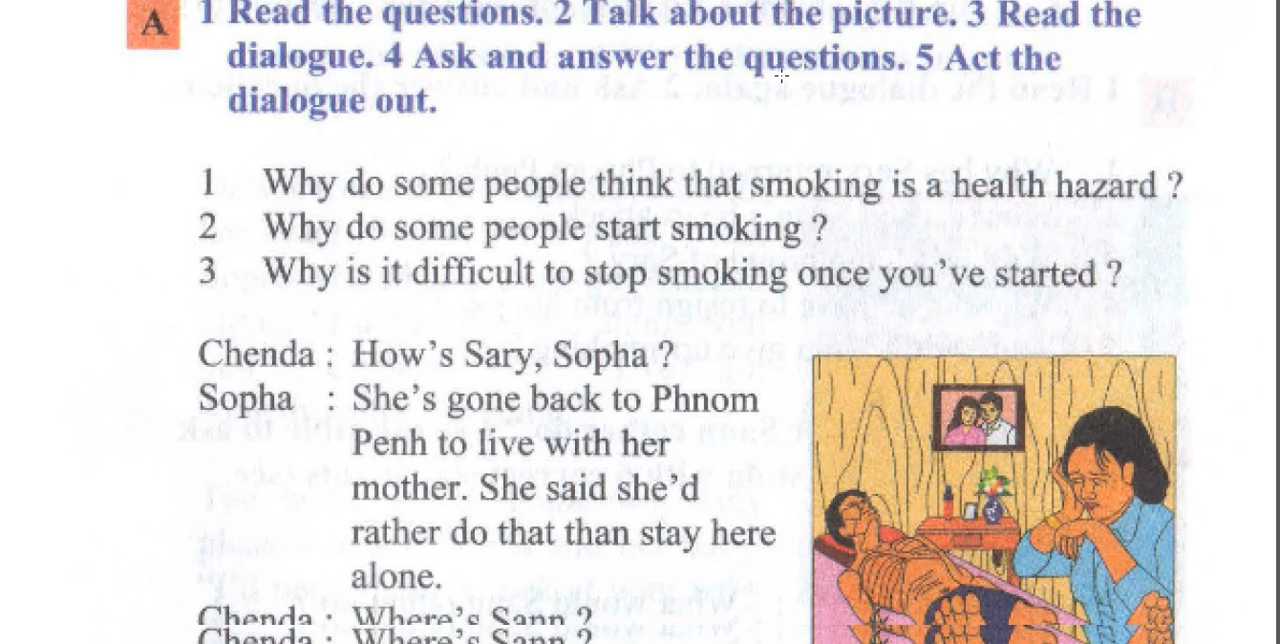 A 1 Read the questions. 2 Talk about the picture. 3 Read the
dialogue. 4 Ask and answer the questions. 5 Act the
dialogue out.
1 Why do some people think that smoking is a health hazard ?
2 Why do some people start smoking ?
3 Why is it difficult to stop smoking once you've started ?
Chenda : How's Sary, Sopha ?
Sopha : She's gone back to Phnom
Penh to live with her
mother. She said she'd
rather do that than stay here
alone.
Chenda : Where's Sann ?
Chenda : Where's Sann ?